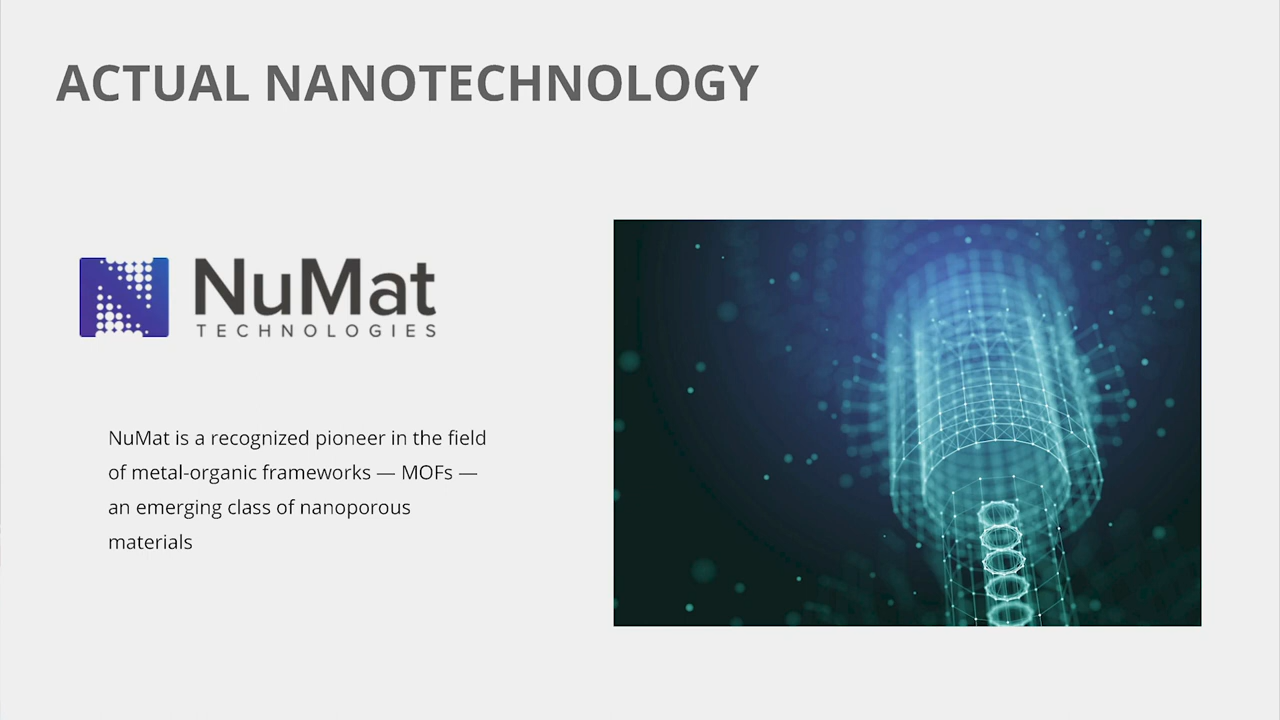 ACTUAL NANOTECHNOLOGY
NuMat
TECHNOLOGIES
NuMat is a recognized pioneer in the field
of metal-organic frameworks — MOFs —
an emerging class of nanoporous
materials